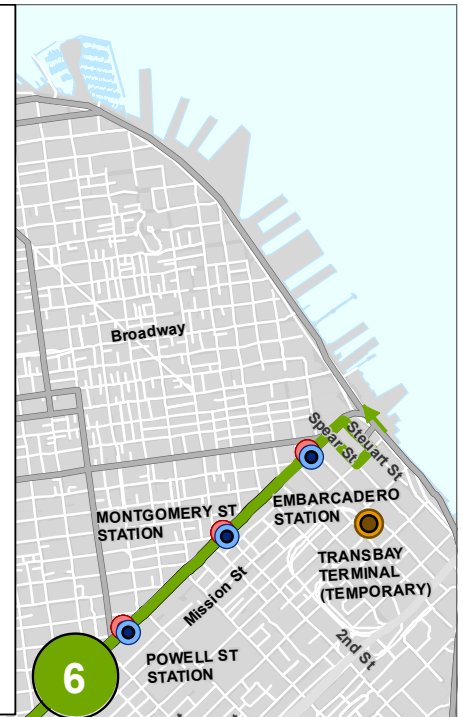 Broadway
Spear St
Steuart St
EMBARCADERO
STATION
MONTGOMERY ST
STATION
TRANSBAY
TERMINAL
(TEMPORARY)
Mission St
2nd St
POWELL ST
STATION
6